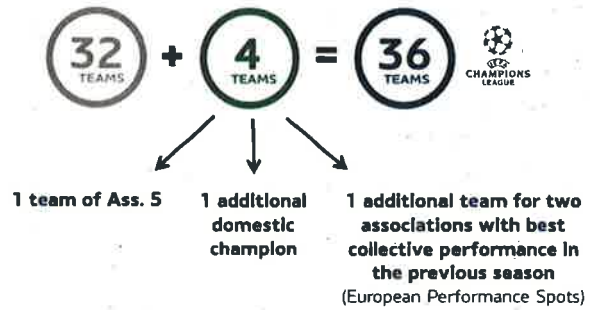 32 + 4 = 36
TEAMS TEAMS TEAMS
UEFA
CHAMPIONS
LEAGUE
1 team of Ass. 5
1 additional
domestic
champion
1 additional team for two
associations with best
collective performance in
the previous season
(European Performance Spots)